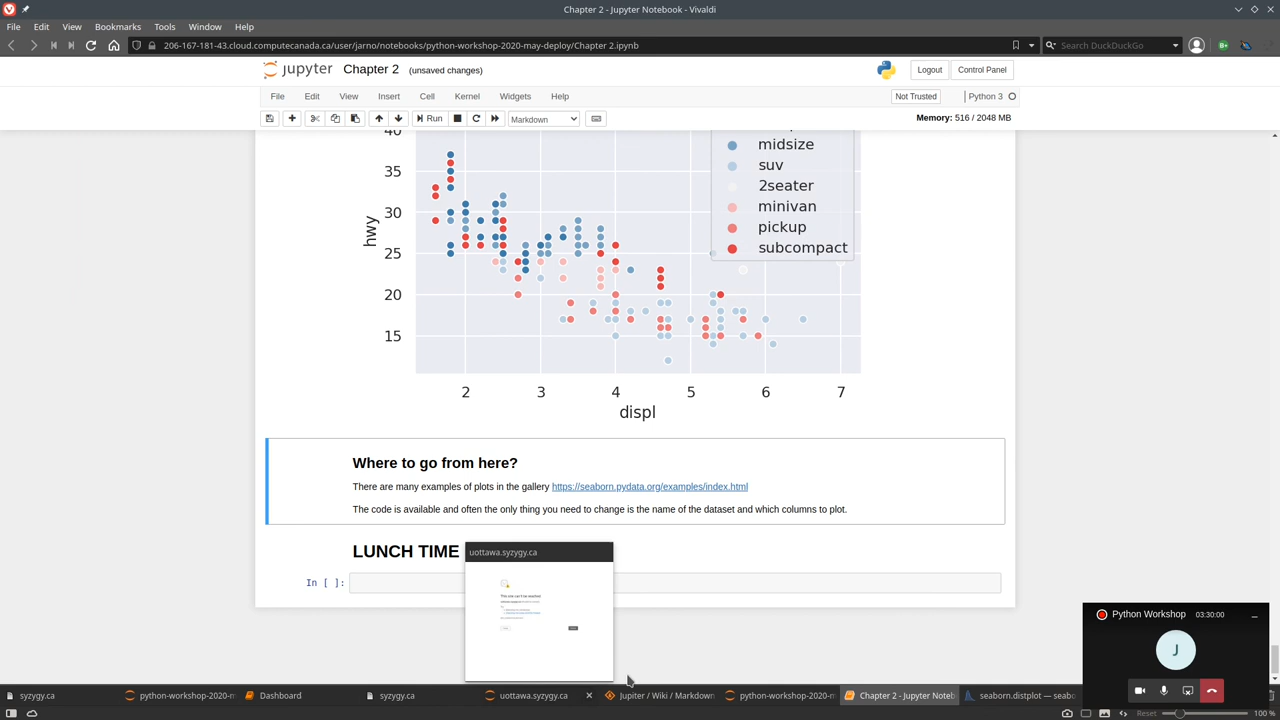 Chapter 2 - Jupyter Notebook - Vivaldi
File Edit View Bookmarks Tools Window Help
206-167-181-43.cloud.computecanada.ca/user/jarno/notebooks/python-workshop-2020-may-deploy/Chapter 2.ipynb
Search DuckDuckGo
jupyter Chapter 2 (unsaved changes)
Logout Control Panel
File Edit View Insert Cell Kernel Widgets Help
Not Trusted Python 3
Run Markdown Memory: 516 / 2048 MB
40
midsize
suv
2seater
minivan
pickup
subcompact
35
30
25
20
15
hwy
2 3 4 5 6 7
displ
Where to go from here?
There are many examples of plots in the gallery https://seaborn.pydata.org/examples/index.html
The code is available and often the only thing you need to change is the name of the dataset and which columns to plot.
LUNCH TIME
uottawa.syzygy.ca
In [ ]:
Python Workshop 03:30:00
J
syzygy.ca python-workshop-2020-m Dashboard syzygy.ca uottawa.syzygy.ca Jupiter / Wiki / Markdown python-workshop-2020-m Chapter 2 - Jupyter Noteb seaborn.distplot — seabo
Reset 100 %